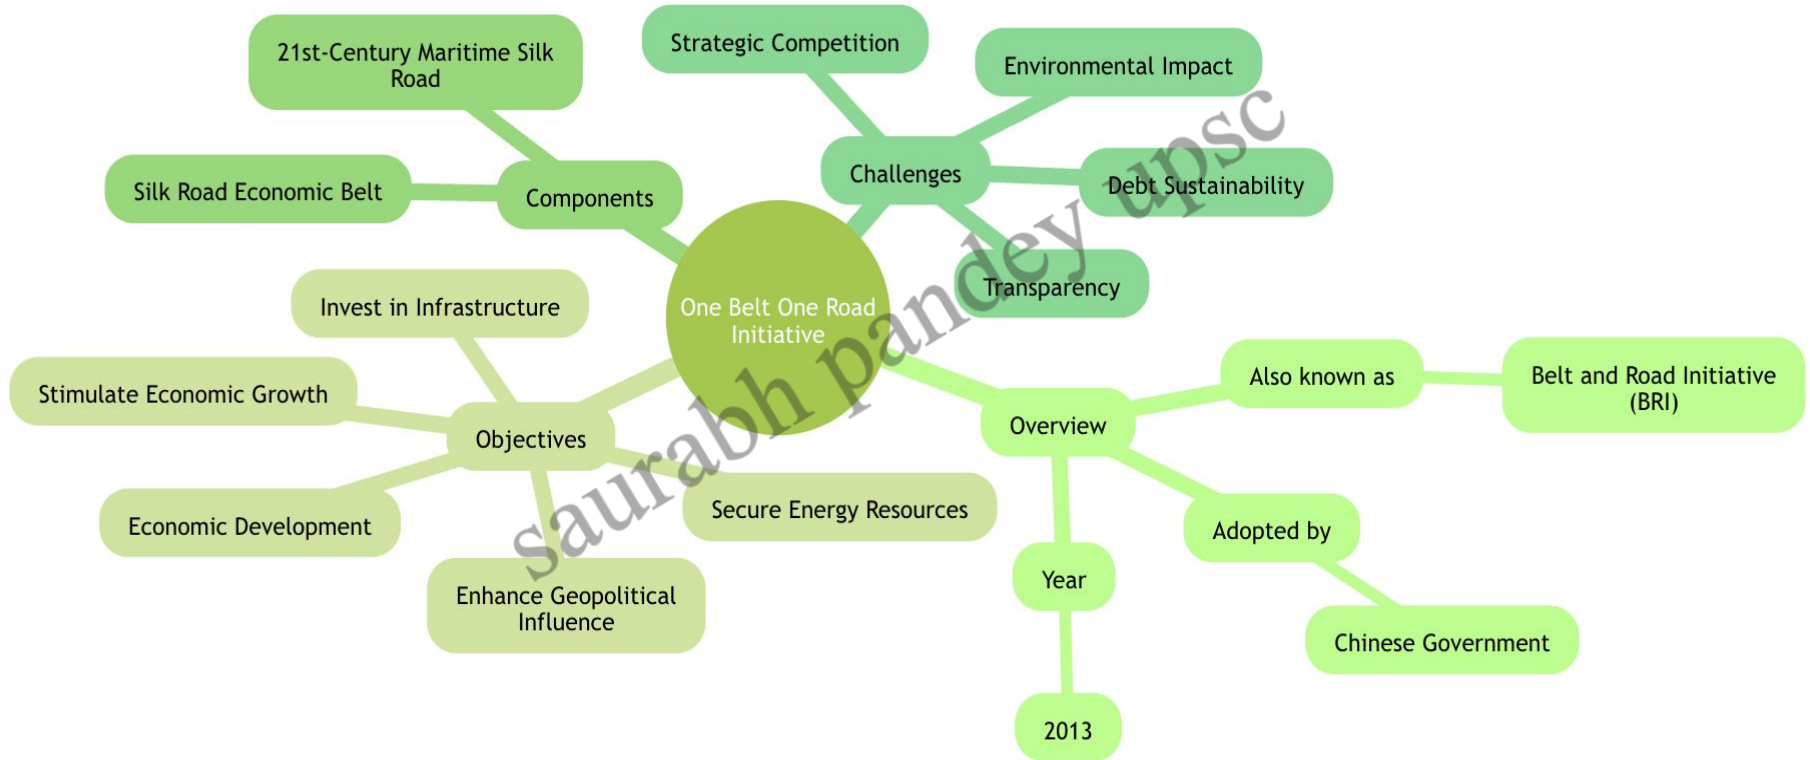 One Belt One Road
Initiative
Components
21st-Century Maritime Silk
Road
Silk Road Economic Belt
Challenges
Strategic Competition
Environmental Impact
Debt Sustainability
Transparency
Objectives
Invest in Infrastructure
Stimulate Economic Growth
Economic Development
Enhance Geopolitical
Influence
Secure Energy Resources
Overview
Also known as
Belt and Road Initiative
(BRI)
Adopted by
Chinese Government
Year
2013
saurabh pandey upsc